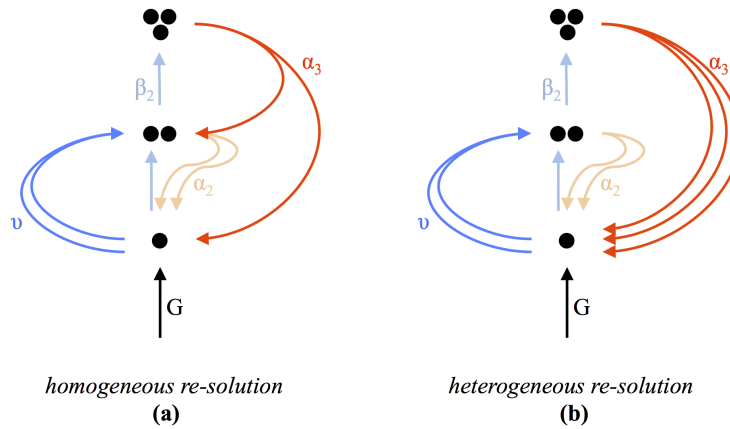 α3
β2
α2
υ
G
homogeneous re-solution
(a)
α3
β2
α2
υ
G
heterogeneous re-solution
(b)